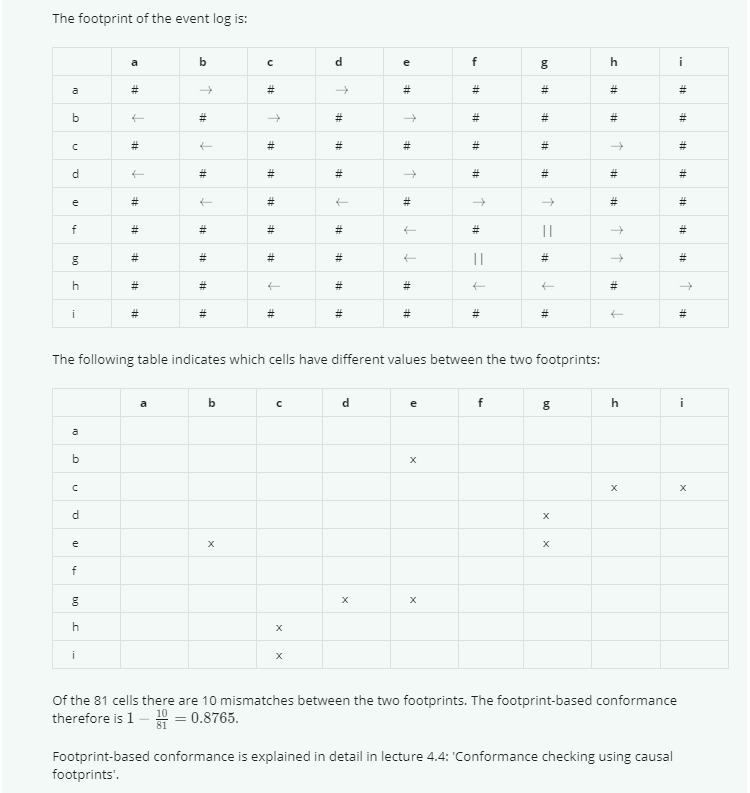 The footprint of the event log is:
a b c d e f g h i
a # → # → # # # # #
b ← # → # → # # # #
c # ← # # # # # → #
d ← # # # → # # # #
e # ← # ← # → → # #
f # # # # ← # || → #
g # # # # ← || # → #
h # # ← # # ← ← # →
i # # # # # # # ← #
The following table indicates which cells have different values between the two footprints:
a b c d e f g h i
a
b x
c x x
d x
e x x
f
g x x
h x
i x
Of the 81 cells there are 10 mismatches between the two footprints. The footprint-based conformance
therefore is 1 − 10/81 = 0.8765.
Footprint-based conformance is explained in detail in lecture 4.4: 'Conformance checking using causal
footprints'.